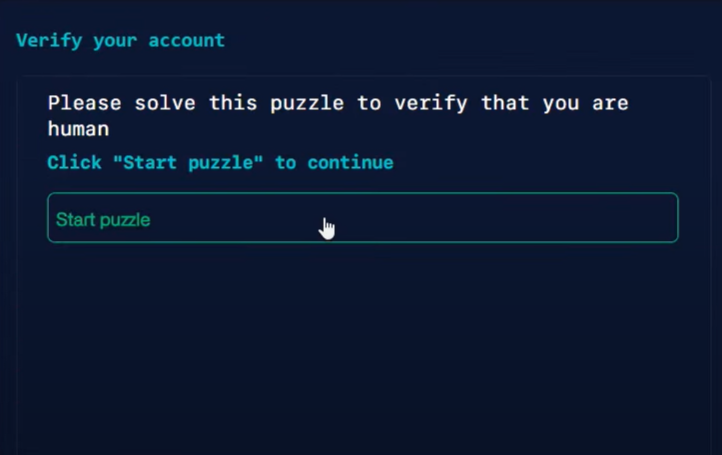 Verify your account
Please solve this puzzle to verify that you are
human
Click "Start puzzle" to continue
Start puzzle